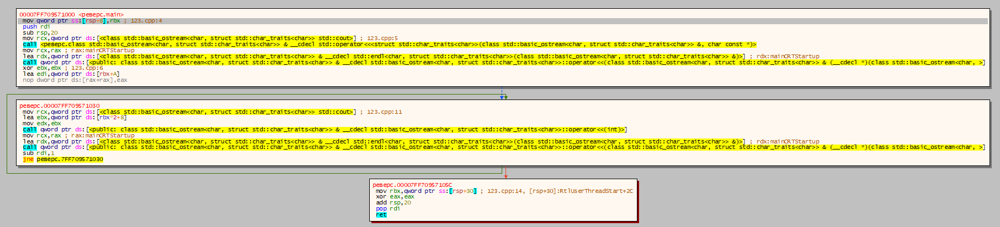 00007FF709571000 <реверс.main>
mov qword ptr ss:[rsp+8],rbx ; 123.cpp:4
push rdi
sub rsp,20
mov rcx,qword ptr ds:[<class std::basic_ostream<char, struct std::char_traits<char>> std::cout>] ; 123.cpp:5
call <реверс.class std::basic_ostream<char, struct std::char_traits<char>> & __cdecl std::operator<<<struct std::char_traits<char>>(class std::basic_ostream<char, struct std::char_traits<char>> &, char const *)>
mov rcx,rax ; rax:mainCRTStartup
lea rdx,qword ptr ds:[<class std::basic_ostream<char, struct std::char_traits<char>> & __cdecl std::endl<char, struct std::char_traits<char>>(class std::basic_ostream<char, struct std::char_traits<char>> &)>] ; rdx:mainCRTStartup
call qword ptr ds:[<public: class std::basic_ostream<char, struct std::char_traits<char>> & __cdecl std::basic_ostream<char, struct std::char_traits<char>>::operator<<(class std::basic_ostream<char, struct std::char_traits<char>> & (__cdecl *)(class std::basic_ostream<char, >]
xor ebx,ebx ; 123.cpp:6
lea edi,qword ptr ds:[rbx+A]
nop dword ptr ds:[rax+rax],eax
реверс.00007FF709571030
mov rcx,qword ptr ds:[<class std::basic_ostream<char, struct std::char_traits<char>> std::cout>] ; 123.cpp:11
lea ebx,qword ptr ds:[rbx*2+8]
mov edx,ebx
call qword ptr ds:[<public: class std::basic_ostream<char, struct std::char_traits<char>> & __cdecl std::basic_ostream<char, struct std::char_traits<char>>::operator<<(int)>]
mov rcx,rax ; rax:mainCRTStartup
lea rdx,qword ptr ds:[<class std::basic_ostream<char, struct std::char_traits<char>> & __cdecl std::endl<char, struct std::char_traits<char>>(class std::basic_ostream<char, struct std::char_traits<char>> &)>] ; rdx:mainCRTStartup
call qword ptr ds:[<public: class std::basic_ostream<char, struct std::char_traits<char>> & __cdecl std::basic_ostream<char, struct std::char_traits<char>>::operator<<(class std::basic_ostream<char, struct std::char_traits<char>> & (__cdecl *)(class std::basic_ostream<char, >]
sub rdi,1
jne реверс.7FF709571030
реверс.00007FF70957105C
mov rbx,qword ptr ss:[rsp+30] ; 123.cpp:14, [rsp+30]:RtlUserThreadStart+2C
xor eax,eax
add rsp,20
pop rdi
ret